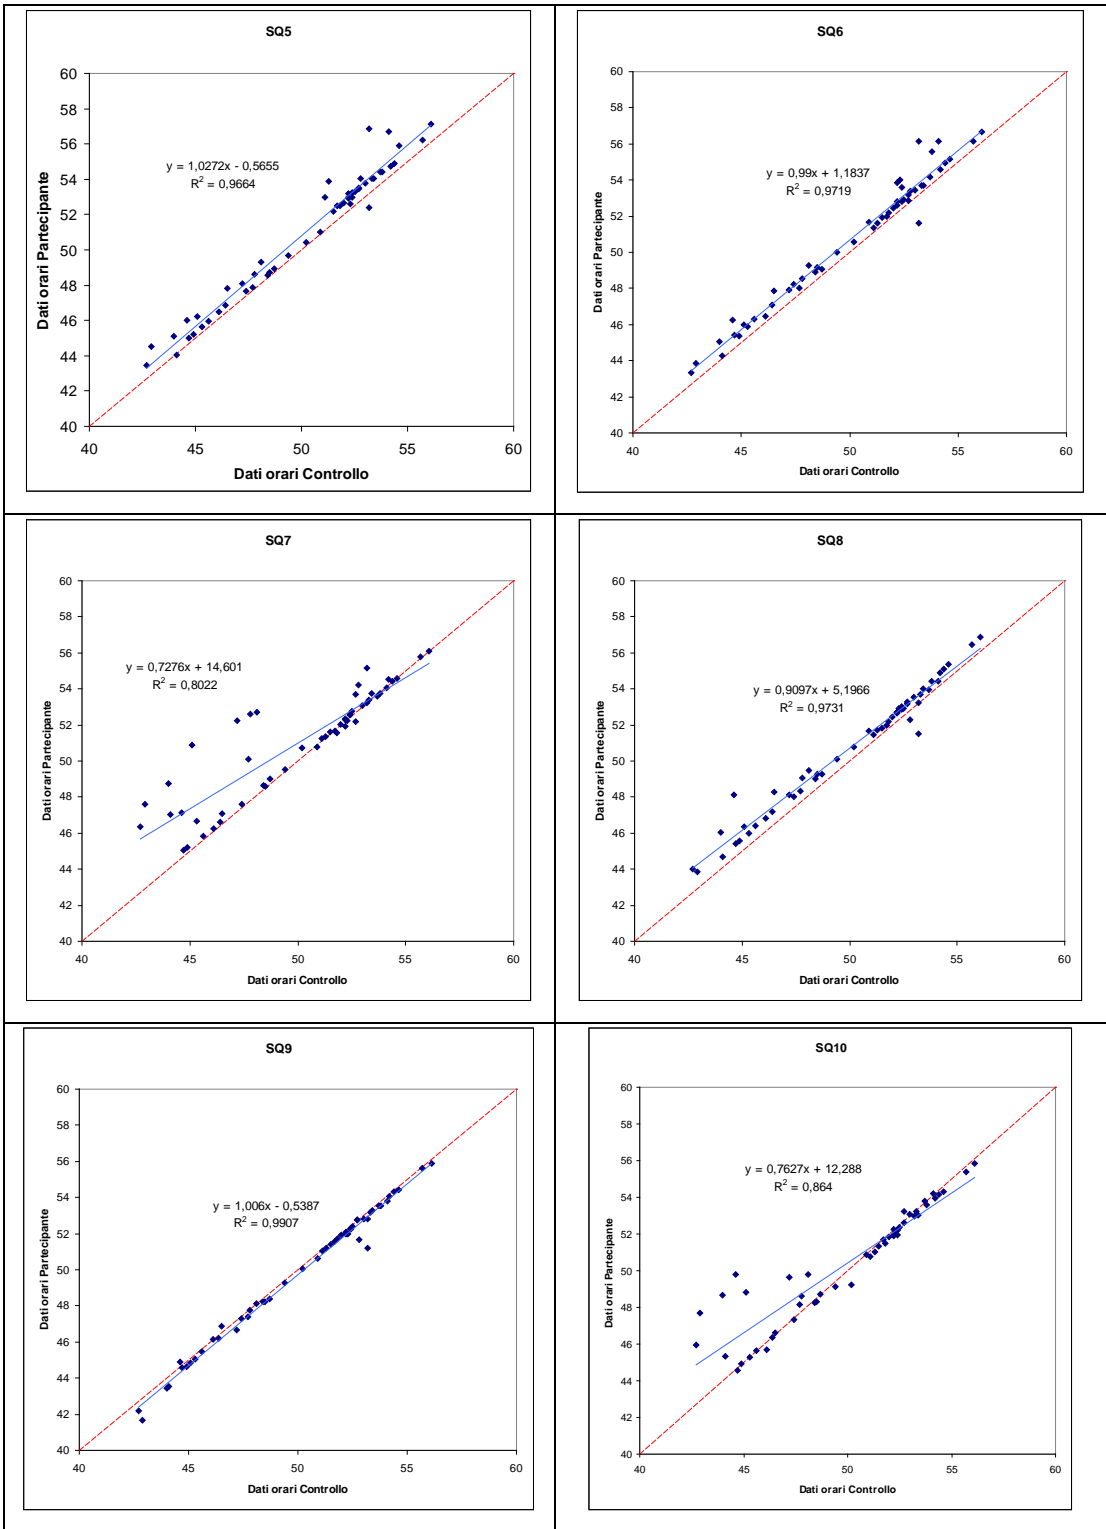 SQ5
60
58
56
54
52
50
48
46
44
42
40
y = 1,0272x - 0,5655
R² = 0,9664
Dati orari Partecipante
40 45 50 55 60
Dati orari Controllo
SQ6
60
58
56
54
52
50
48
46
44
42
40
y = 0,99x + 1,1837
R² = 0,9719
Dati orari Partecipante
40 45 50 55 60
Dati orari Controllo
SQ7
60
58
56
54
52
50
48
46
44
42
40
y = 0,7276x + 14,601
R² = 0,8022
Dati orari Partecipante
40 45 50 55 60
Dati orari Controllo
SQ8
60
58
56
54
52
50
48
46
44
42
40
y = 0,9097x + 5,1966
R² = 0,9731
Dati orari Partecipante
40 45 50 55 60
Dati orari Controllo
SQ9
60
58
56
54
52
50
48
46
44
42
40
y = 1,006x - 0,5387
R² = 0,9907
Dati orari Partecipante
40 45 50 55 60
Dati orari Controllo
SQ10
60
58
56
54
52
50
48
46
44
42
40
y = 0,7627x + 12,288
R² = 0,864
Dati orari Partecipante
40 45 50 55 60
Dati orari Controllo